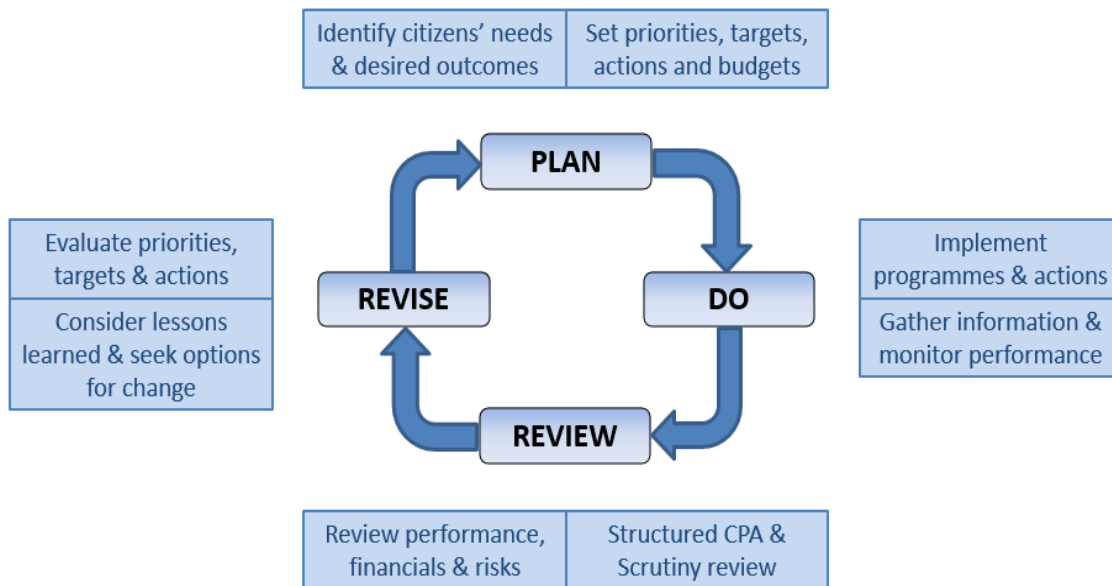 Identify citizens’ needs
& desired outcomes
Set priorities, targets,
actions and budgets
PLAN
Evaluate priorities,
targets & actions
Consider lessons
learned & seek options
for change
REVISE
DO
Implement
programmes & actions
Gather information &
monitor performance
REVIEW
Review performance,
financials & risks
Structured CPA &
Scrutiny review